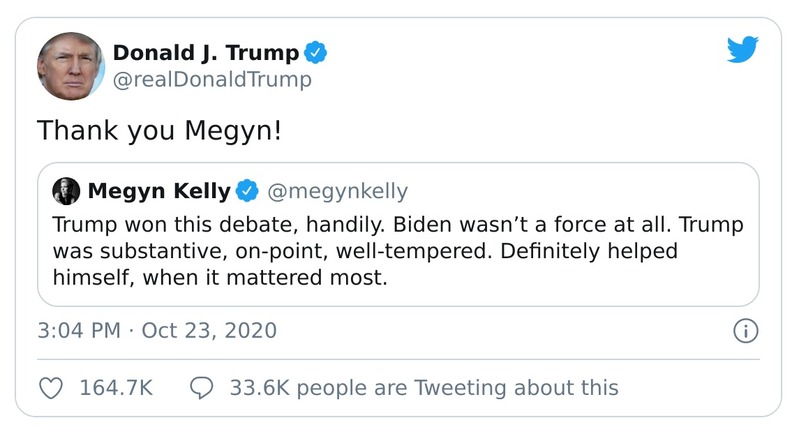 Donald J. Trump
@realDonaldTrump
Thank you Megyn!
Megyn Kelly @megynkelly
Trump won this debate, handily. Biden wasn’t a force at all. Trump
was substantive, on-point, well-tempered. Definitely helped
himself, when it mattered most.
3:04 PM · Oct 23, 2020
164.7K 33.6K people are Tweeting about this